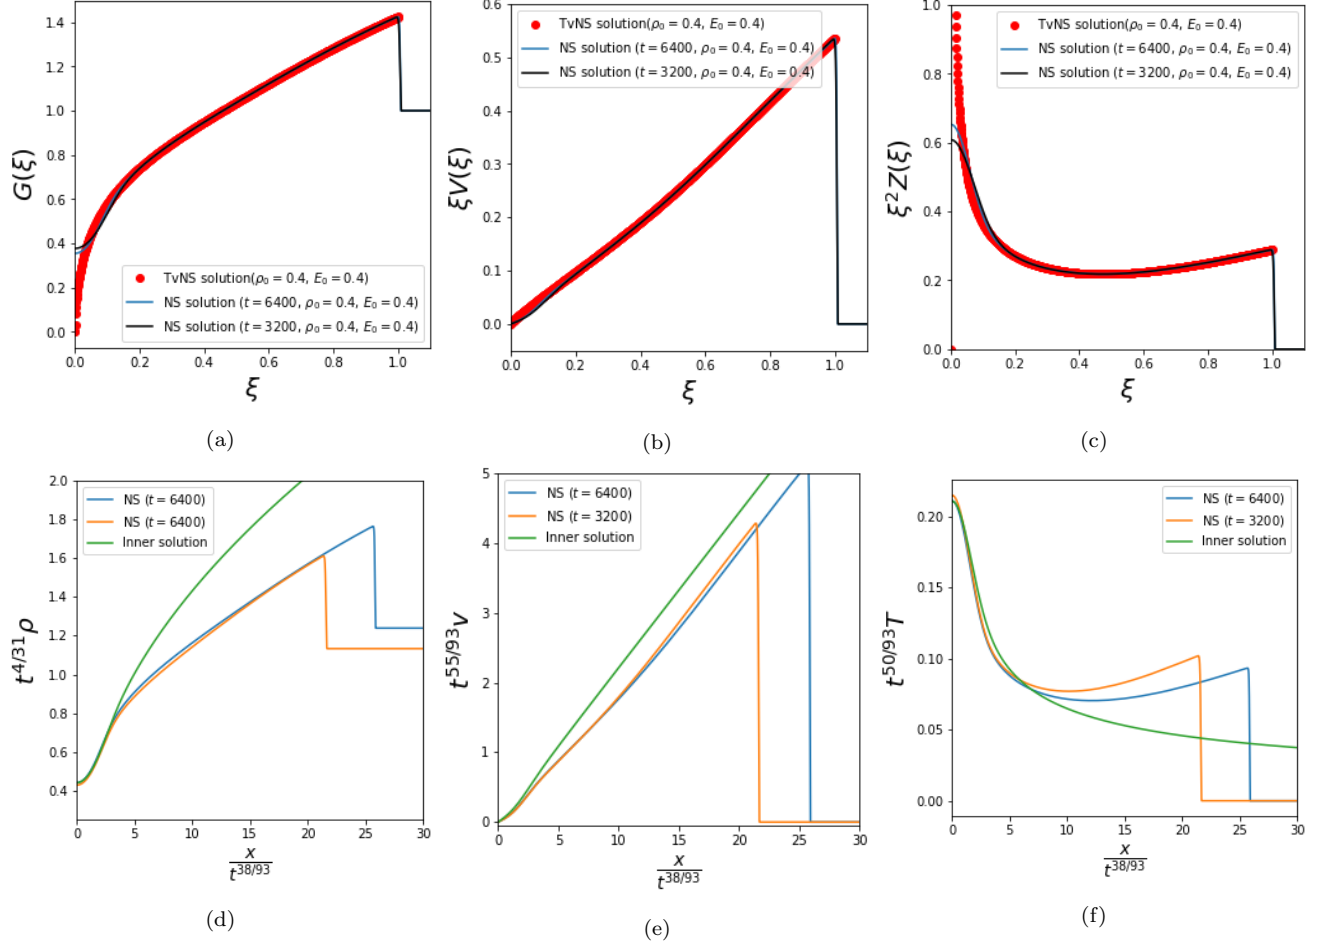 1.4
1.2
1.0
0.8
0.6
0.4
0.2
0.0
G(ξ)
TvNS solution(ρ₀ = 0.4, E₀ = 0.4)
NS solution (t = 6400, ρ₀ = 0.4, E₀ = 0.4)
NS solution (t = 3200, ρ₀ = 0.4, E₀ = 0.4)
0.0 0.2 0.4 0.6 0.8 1.0
ξ
(a)
0.6
0.5
0.4
0.3
0.2
0.1
0.0
ξV(ξ)
TvNS solution(ρ₀ = 0.4, E₀ = 0.4)
NS solution (t = 6400, ρ₀ = 0.4, E₀ = 0.4)
NS solution (t = 3200, ρ₀ = 0.4, E₀ = 0.4)
0.0 0.2 0.4 0.6 0.8 1.0
ξ
(b)
1.0
0.8
0.6
0.4
0.2
0.0
ξ²Z(ξ)
TvNS solution(ρ₀ = 0.4, E₀ = 0.4)
NS solution (t = 6400, ρ₀ = 0.4, E₀ = 0.4)
NS solution (t = 3200, ρ₀ = 0.4, E₀ = 0.4)
0.0 0.2 0.4 0.6 0.8 1.0
ξ
(c)
2.0
1.8
1.6
1.4
1.2
1.0
0.8
0.6
0.4
t^{4/31}ρ
NS (t = 6400)
NS (t = 6400)
Inner solution
0 5 10 15 20 25 30
x
t^{38/93}
(d)
5
4
3
2
1
0
t^{55/93}v
NS (t = 6400)
NS (t = 3200)
Inner solution
0 5 10 15 20 25 30
x
t^{38/93}
(e)
0.20
0.15
0.10
0.05
0.00
t^{50/93}T
NS (t = 6400)
NS (t = 3200)
Inner solution
0 5 10 15 20 25 30
x
t^{38/93}
(f)